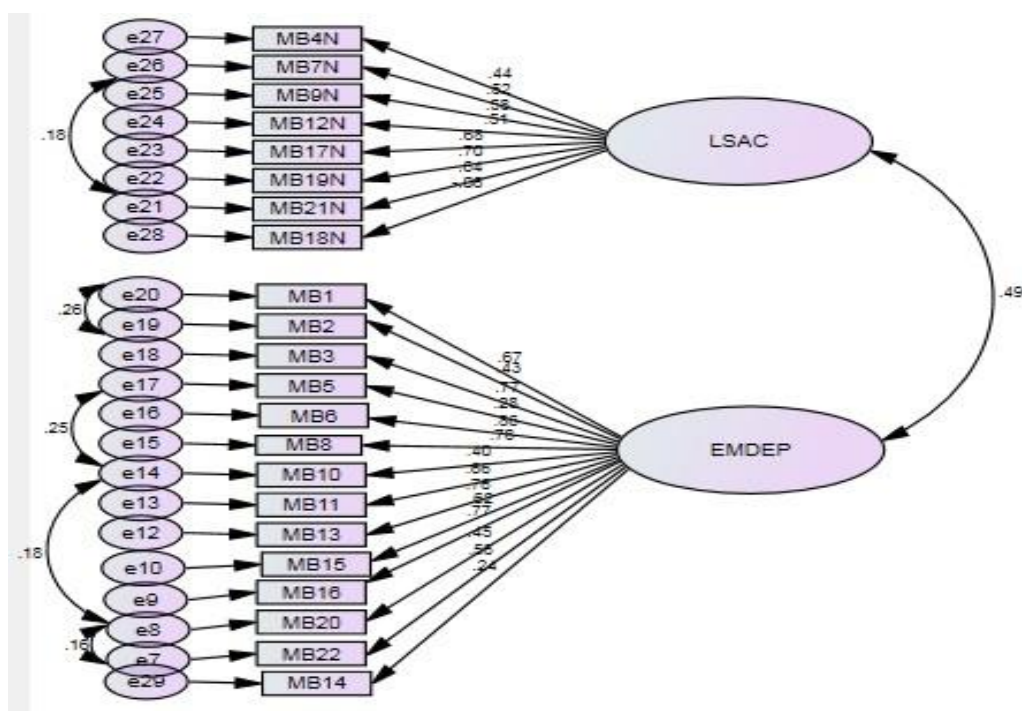 e27 MB4N
e26 MB7N
e25 MB9N
e24 MB12N
e23 MB17N
e22 MB19N
e21 MB21N
e28 MB18N
.18
.44
.51
.68
.70
LSAC
.49
e20 MB1
e19 MB2
e18 MB3
e17 MB5
e16 MB6
e15 MB8
e14 MB10
e13 MB11
e12 MB13
e10 MB15
e9 MB16
e8 MB20
e7 MB22
e29 MB14
.26
.25
.18
.16
.67
.43
.77
.28
.40
.77
.45
.24
EMDEP